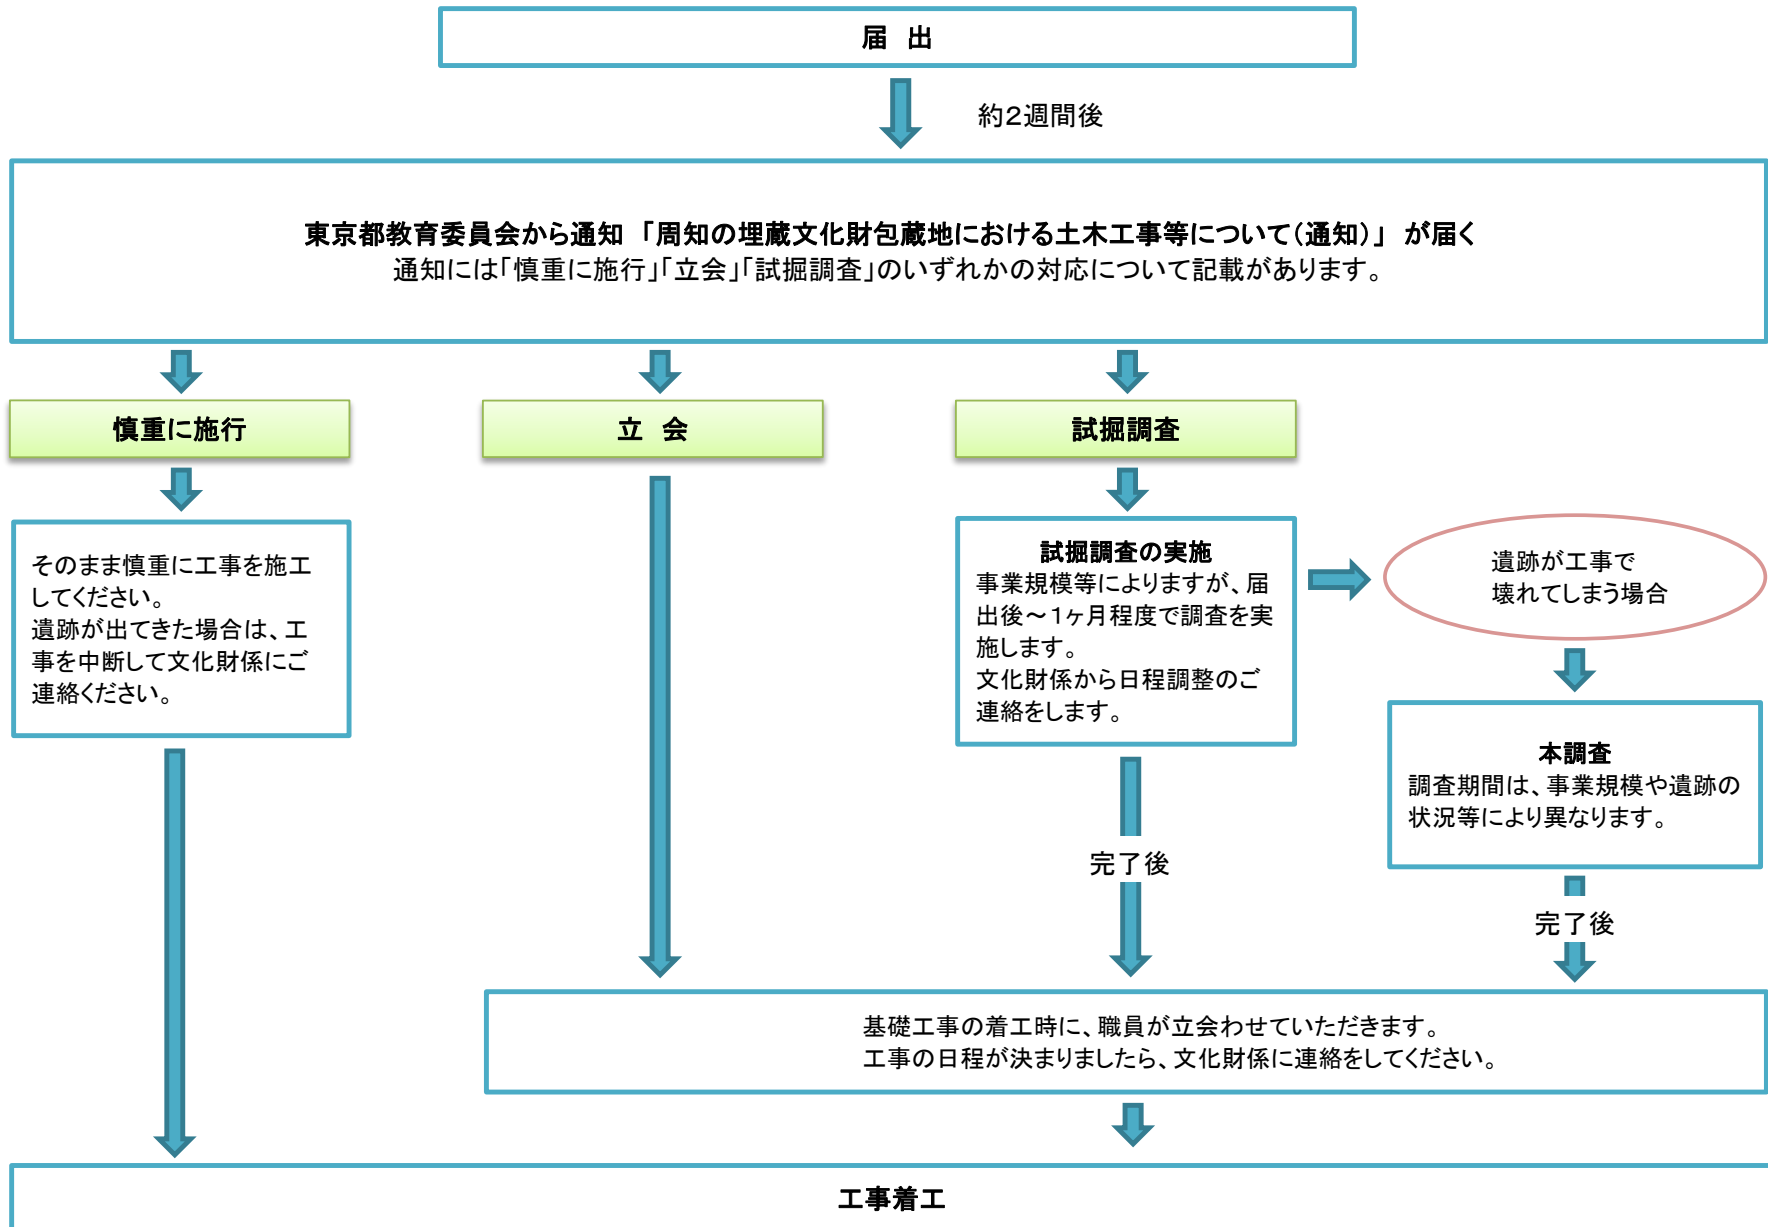 届 出
約2週間後
東京都教育委員会から通知 「周知の埋蔵文化財包蔵地における土木工事等について(通知)」 が届く
通知には「慎重に施行」「立会」「試掘調査」のいずれかの対応について記載があります。
慎重に施行
立 会
試掘調査
そのまま慎重に工事を施工
してください。
遺跡が出てきた場合は、工
事を中断して文化財係にご
連絡ください。
試掘調査の実施
事業規模等によりますが、届
出後～1ヶ月程度で調査を実
施します。
文化財係から日程調整のご
連絡をします。
遺跡が工事で
壊れてしまう場合
本調査
調査期間は、事業規模や遺跡の
状況等により異なります。
完了後
完了後
基礎工事の着工時に、職員が立会わせていただきます。
工事の日程が決まりましたら、文化財係に連絡をしてください。
工事着工